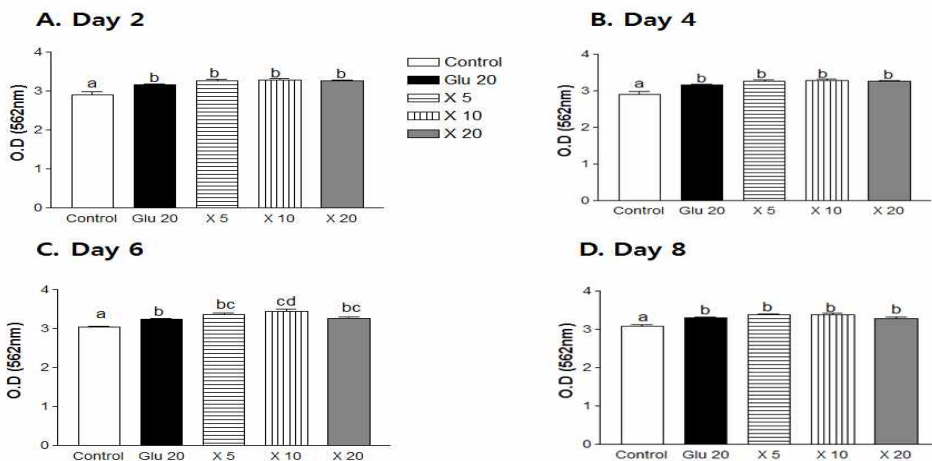 A. Day 2
a b b b b
4
3
2
1
0
O.D (562nm)
Control Glu 20 X 5 X 10 X 20
Control
Glu 20
X 5
X 10
X 20
B. Day 4
a b b b b
4
3
2
1
0
O.D (562nm)
Control Glu 20 X 5 X 10 X 20
C. Day 6
a b bc cd bc
4
3
2
1
0
O.D (562nm)
Control Glu 20 X 5 X 10 X 20
D. Day 8
a b b b b
4
3
2
1
0
O.D (562nm)
Control Glu 20 X 5 X 10 X 20